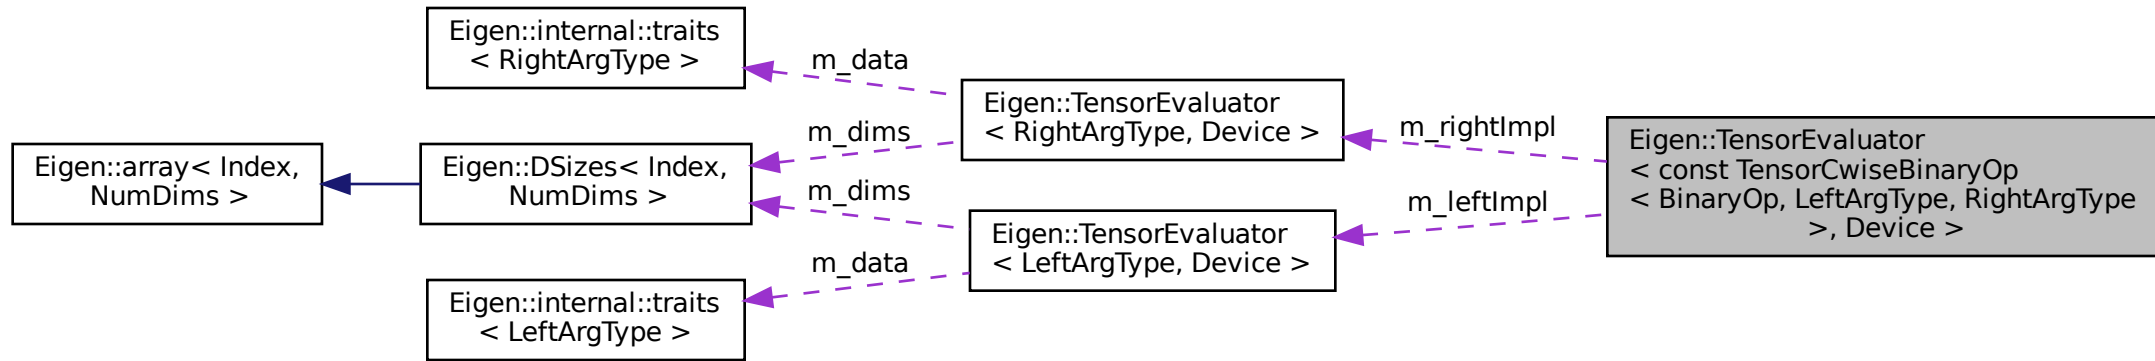 Eigen::internal::traits
< RightArgType >
m_data
Eigen::TensorEvaluator
< RightArgType, Device >
m_rightImpl
m_dims
Eigen::array< Index,
NumDims >
Eigen::DSizes< Index,
NumDims >
m_dims
Eigen::TensorEvaluator
< const TensorCwiseBinaryOp
< BinaryOp, LeftArgType, RightArgType
>, Device >
m_leftImpl
Eigen::TensorEvaluator
< LeftArgType, Device >
m_data
Eigen::internal::traits
< LeftArgType >